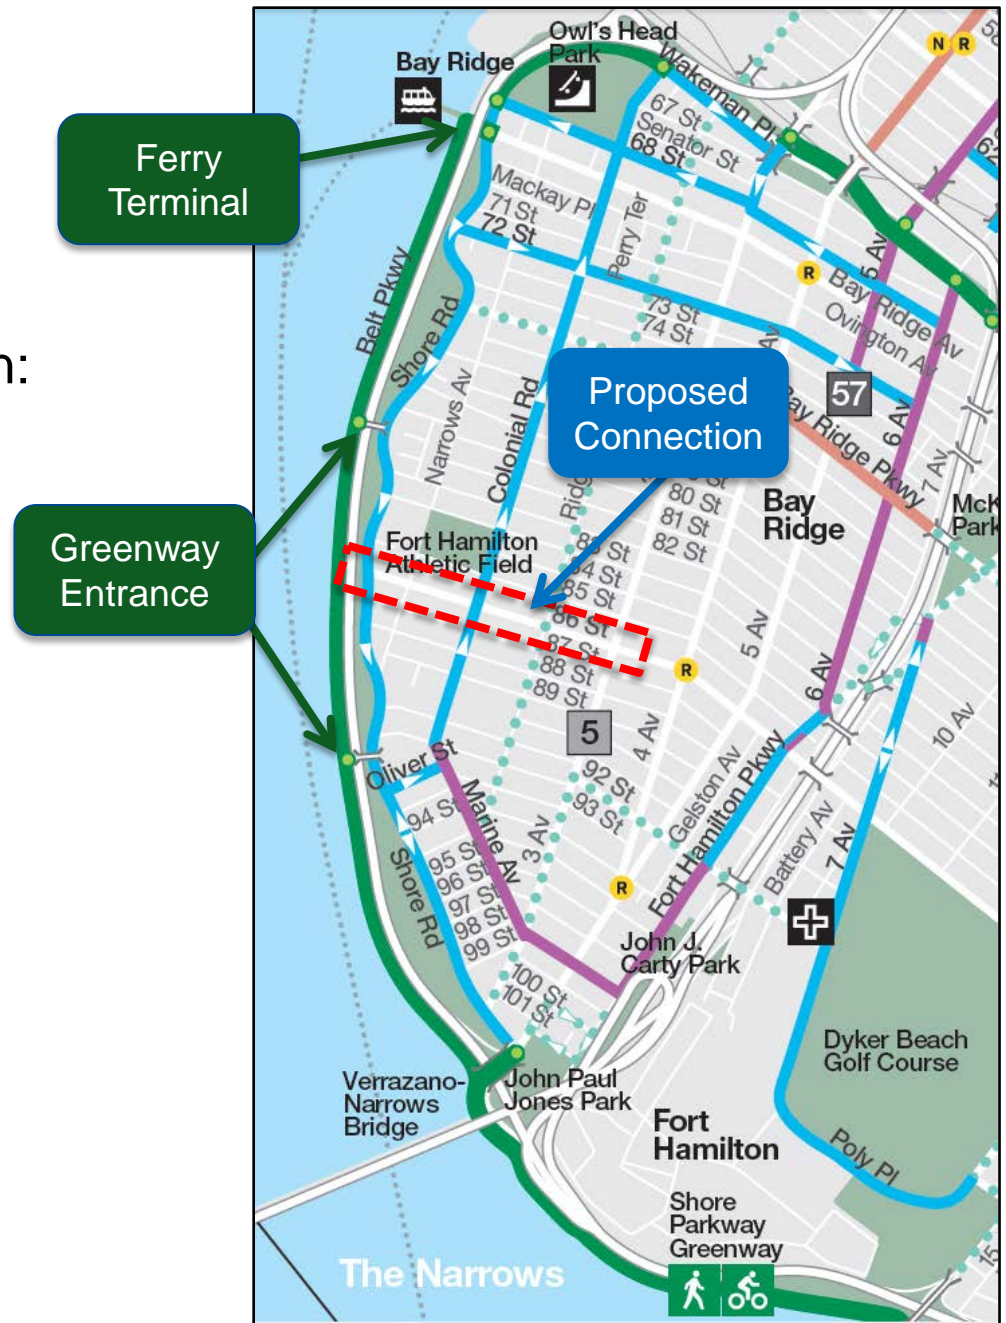 Owl's Head
Park
Bay Ridge
Wakeman Pl
N R
67 St
Senator St
68 St
Ferry
Terminal
Mackay Pl
71 St
72 St
Perry Ter
5 Av
R
Bay Ridge Av
Ovington Av
Belt Pkwy
Shore Rd
73 St
74 St
Av
n:
Proposed
Connection
57
Bay Ridge Pkwy
6 Av
7 Av
Narrows Av
Colonial Rd
Ridge
80 St
81 St
82 St
Bay
Ridge
McK
Park
Greenway
Entrance
Fort Hamilton
Athletic Field
83 St
84 St
85 St
86 St
87 St
88 St
89 St
5 Av
R
6 Av
5
4 Av
10 Av
Oliver St
94 St
Marine Av
92 St
93 St
Gelston Av
Fort Hamilton Pkwy
Battery Av
7 Av
3 Av
95 St
96 St
97 St
98 St
99 St
Shore Rd
R
John J.
Carty Park
100 St
101 St
Dyker Beach
Golf Course
Verrazano-
Narrows
Bridge
John Paul
Jones Park
Fort
Hamilton
Poly Pl
Shore
Parkway
Greenway
15
The Narrows